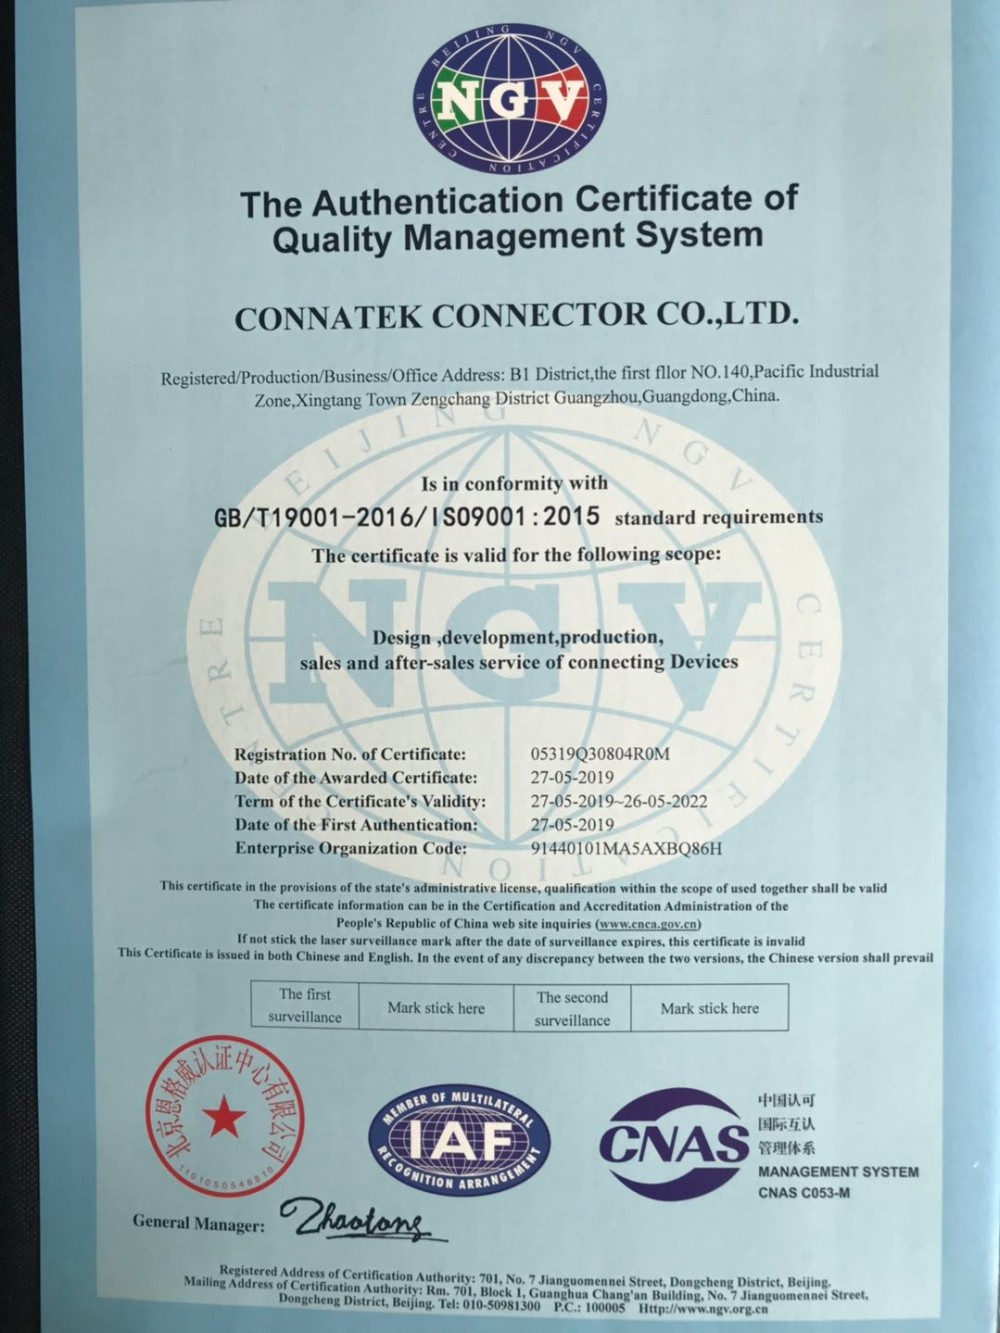 BEIJING NGV CERTIFICATION CENTRE
NGV
The Authentication Certificate of
Quality Management System
CONNATEK CONNECTOR CO.,LTD.
Registered/Production/Business/Office Address: B1 District,the first fllor NO.140,Pacific Industrial
Zone,Xingtang Town Zengchang District Guangzhou,Guangdong,China.
BEIJING NGV CERTIFICATION CENTRE
NGV
Is in conformity with
GB/T19001-2016/ISO9001:2015 standard requirements
The certificate is valid for the following scope:
Design ,development,production,
sales and after-sales service of connecting Devices
Registration No. of Certificate: 05319Q30804R0M
Date of the Awarded Certificate: 27-05-2019
Term of the Certificate's Validity: 27-05-2019~26-05-2022
Date of the First Authentication: 27-05-2019
Enterprise Organization Code: 91440101MA5AXBQ86H
This certificate in the provisions of the state's administrative license, qualification within the scope of used together shall be valid
The certificate information can be in the Certification and Accreditation Administration of the
People's Republic of China web site inquiries (www.cnca.gov.cn)
If not stick the laser surveillance mark after the date of surveillance expires, this certificate is invalid
This Certificate is issued in both Chinese and English. In the event of any discrepancy between the two versions, the Chinese version shall prevail
The first surveillance
Mark stick here
The second surveillance
Mark stick here
北京恩格威认证中心有限公司
MEMBER OF MULTILATERAL
IAF
RECOGNITION ARRANGEMENT
CNAS
中国认可
国际互认
管理体系
MANAGEMENT SYSTEM
CNAS C053-M
General Manager: Zhaotong
Registered Address of Certification Authority: 701, No. 7 Jianguomennei Street, Dongcheng District, Beijing.
Mailing Address of Certification Authority: Rm. 701, Block 1, Guanghua Chang'an Building, No. 7 Jianguomennei Street,
Dongcheng District, Beijing. Tel: 010-50981300 P.C.: 100005 Http://www.ngv.org.cn